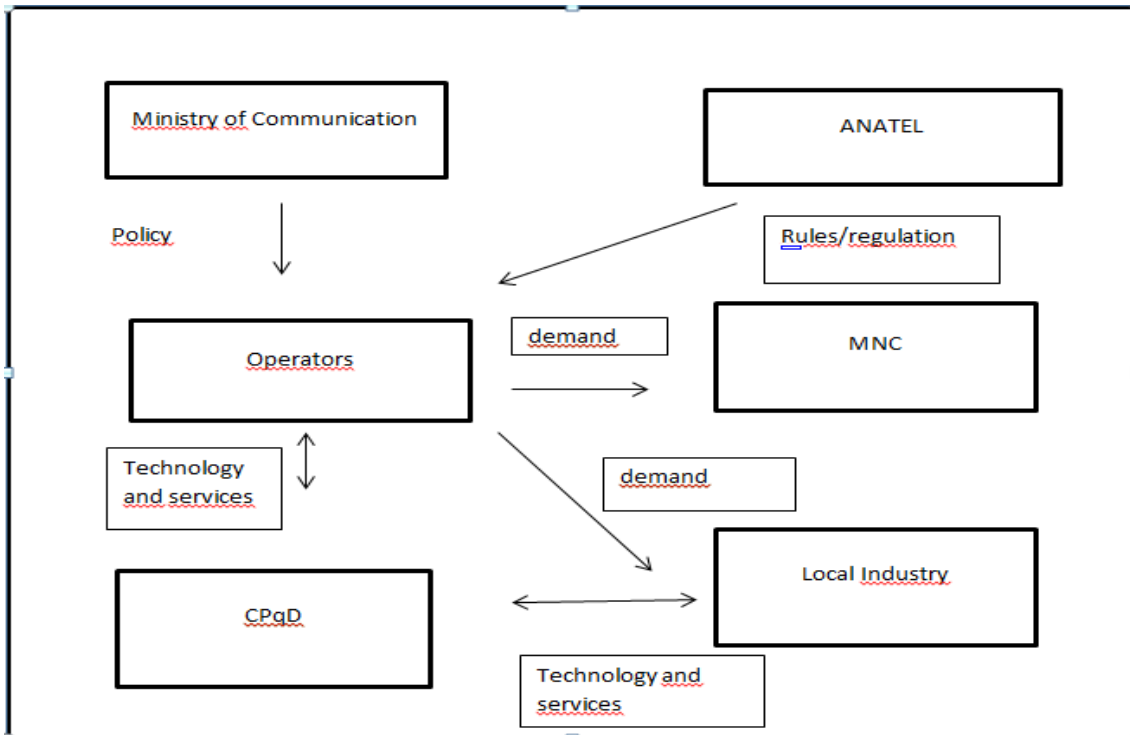 Ministry of Communication
ANATEL
Policy
Rules/regulation
Operators
demand
MNC
Technology
and services
demand
Local Industry
CPqD
Technology and
services